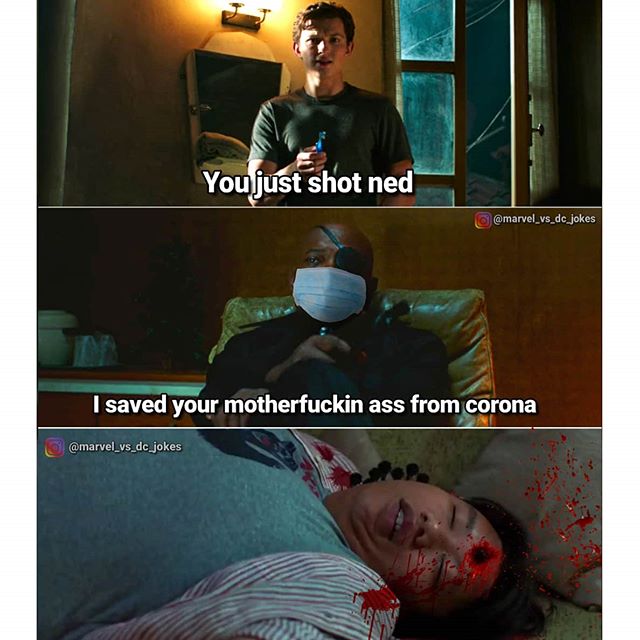 You just shot ned
@marvel_vs_dc_jokes
I saved your motherfuckin ass from corona
@marvel_vs_dc_jokes